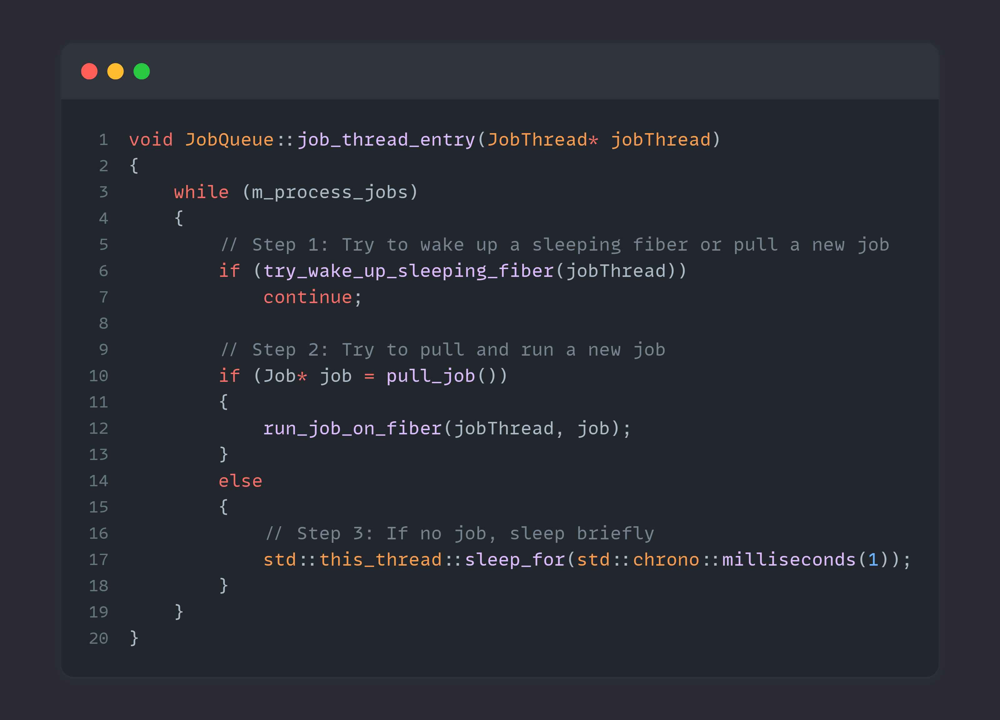 1 void JobQueue::job_thread_entry(JobThread* jobThread)
2 {
3     while (m_process_jobs)
4     {
5         // Step 1: Try to wake up a sleeping fiber or pull a new job
6         if (try_wake_up_sleeping_fiber(jobThread))
7             continue;
8
9         // Step 2: Try to pull and run a new job
10         if (Job* job = pull_job())
11         {
12             run_job_on_fiber(jobThread, job);
13         }
14         else
15         {
16             // Step 3: If no job, sleep briefly
17             std::this_thread::sleep_for(std::chrono::milliseconds(1));
18         }
19     }
20 }